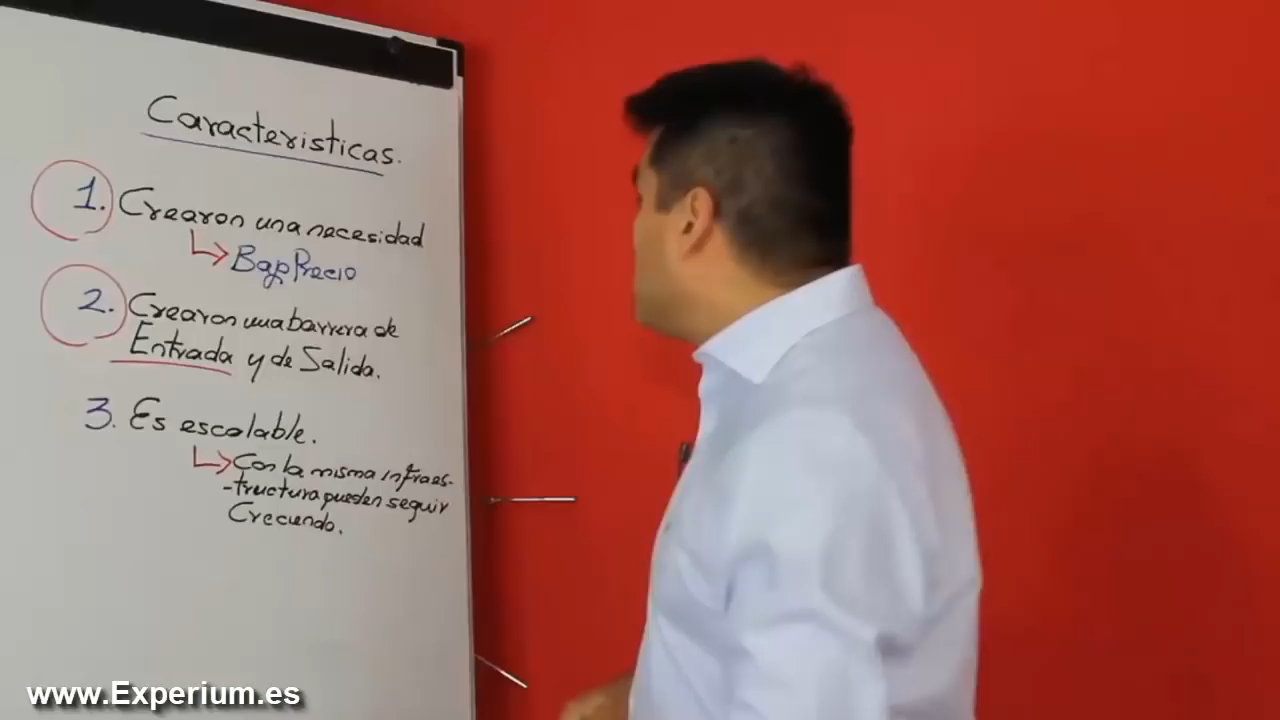 Caracteristicas.
1. Crearon una necesidad
Bajo Precio
2. Crearon una barrera de
Entrada y de Salida.
3. Es escalable.
Con la misma infraes-
-tructura pueden seguir
Creciendo.
www.Experium.es